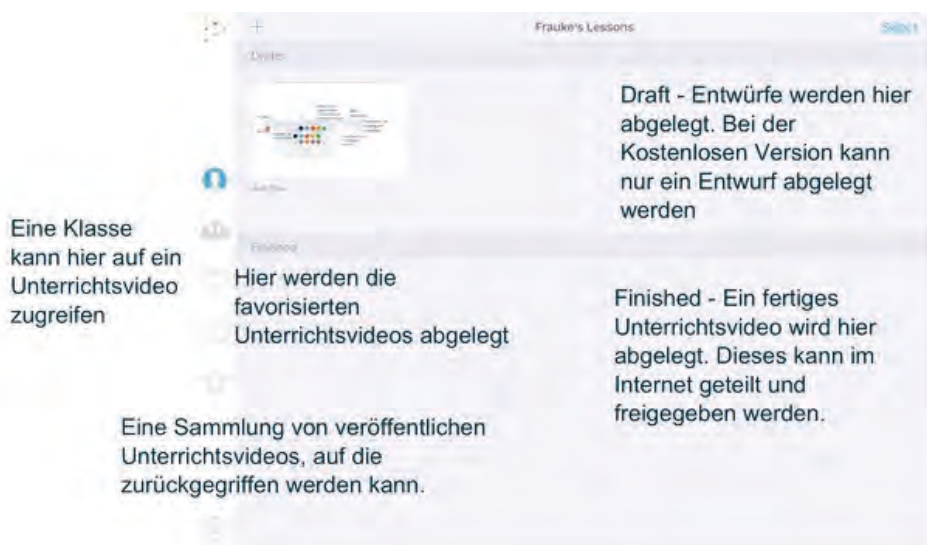 +
Frauke's Lessons
Select
Drafts
Draft - Entwürfe werden hier
abgelegt. Bei der
Kostenlosen Version kann
nur ein Entwurf abgelegt
werden
Eine Klasse
kann hier auf ein
Unterrichtsvideo
zugreifen
Finished
Hier werden die
favorisierten
Unterrichtsvideos abgelegt
Finished - Ein fertiges
Unterrichtsvideo wird hier
abgelegt. Dieses kann im
Internet geteilt und
freigegeben werden.
Eine Sammlung von veröffentlichen
Unterrichtsvideos, auf die
zurückgegriffen werden kann.